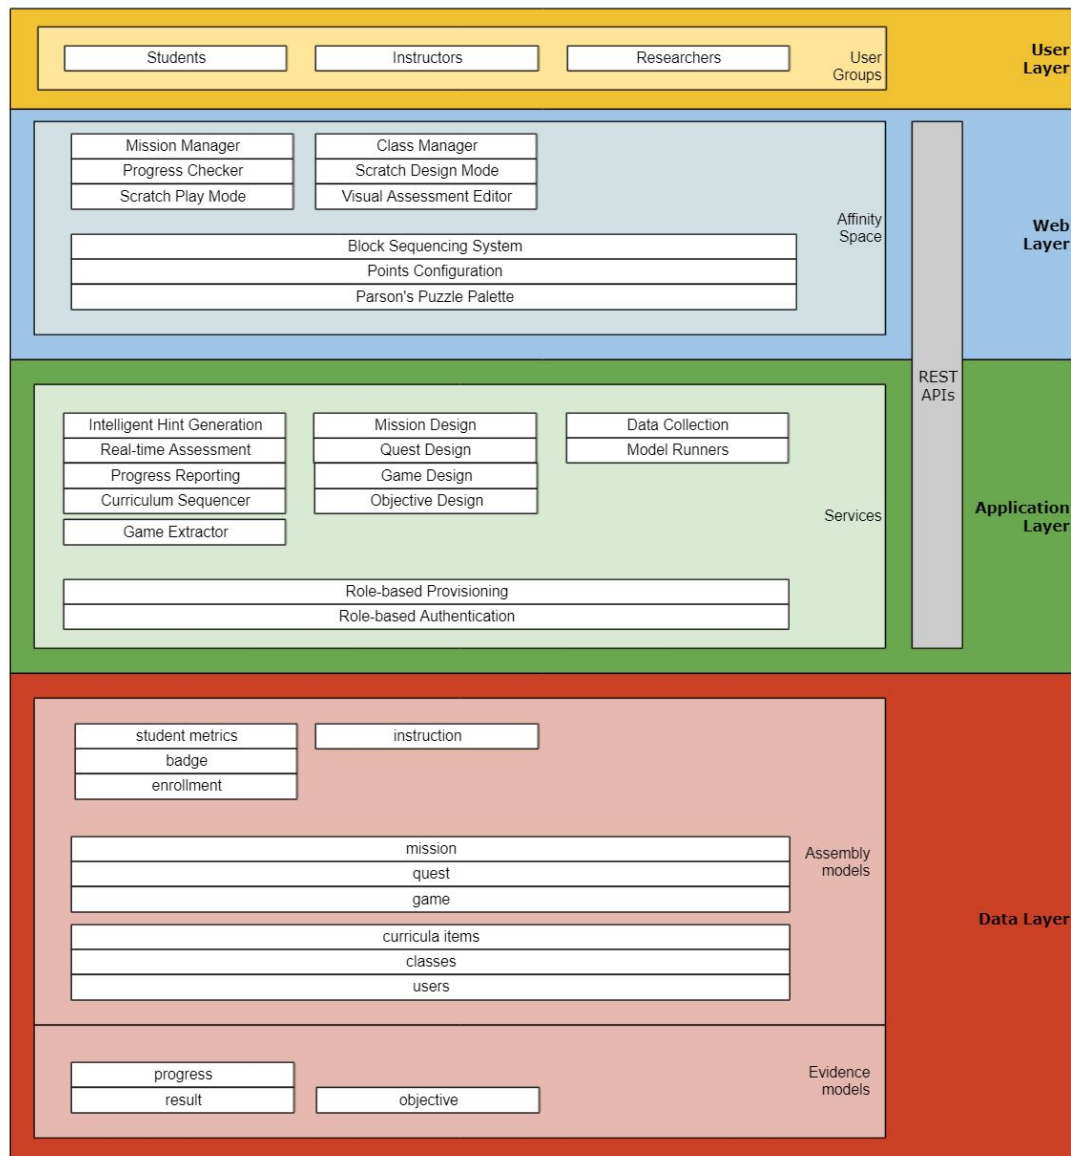 Students
Instructors
Researchers
User
Groups
User
Layer
Mission Manager
Progress Checker
Scratch Play Mode
Class Manager
Scratch Design Mode
Visual Assessment Editor
Block Sequencing System
Points Configuration
Parson's Puzzle Palette
Affinity
Space
Web
Layer
REST
APIs
Intelligent Hint Generation
Real-time Assessment
Progress Reporting
Curriculum Sequencer
Game Extractor
Mission Design
Quest Design
Game Design
Objective Design
Data Collection
Model Runners
Role-based Provisioning
Role-based Authentication
Services
Application
Layer
student metrics
badge
enrollment
instruction
mission
quest
game
curricula items
classes
users
Assembly
models
Data Layer
progress
result
objective
Evidence
models